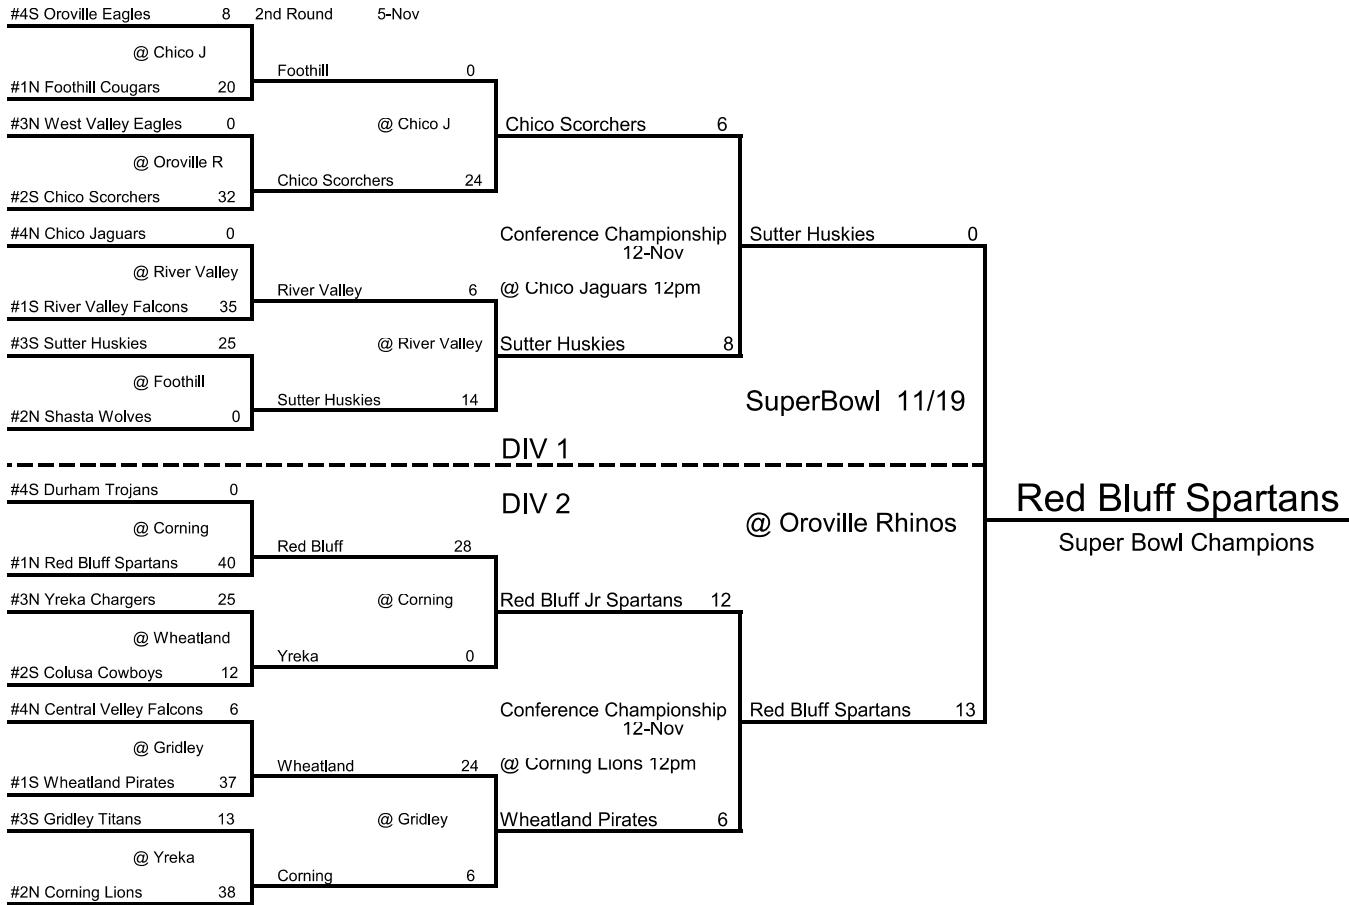 #4S Oroville Eagles 8 2nd Round 5-Nov
@ Chico J
Foothill 0
#1N Foothill Cougars 20
#3N West Valley Eagles 0 @ Chico J Chico Scorchers 6
@ Oroville R
Chico Scorchers 24
#2S Chico Scorchers 32
#4N Chico Jaguars 0 Conference Championship Sutter Huskies 0
12-Nov
@ River Valley
River Valley 6 @ Chico Jaguars 12pm
#1S River Valley Falcons 35
#3S Sutter Huskies 25 @ River Valley Sutter Huskies 8
@ Foothill
Sutter Huskies 14 SuperBowl 11/19
#2N Shasta Wolves 0
DIV 1
#4S Durham Trojans 0 DIV 2 Red Bluff Spartans
@ Corning @ Oroville Rhinos
Red Bluff 28 Super Bowl Champions
#1N Red Bluff Spartans 40
#3N Yreka Chargers 25 @ Corning Red Bluff Jr Spartans 12
@ Wheatland
Yreka 0
#2S Colusa Cowboys 12
#4N Central Velley Falcons 6 Conference Championship Red Bluff Spartans 13
12-Nov
@ Gridley
Wheatland 24 @ Corning Lions 12pm
#1S Wheatland Pirates 37
#3S Gridley Titans 13 @ Gridley Wheatland Pirates 6
@ Yreka
Corning 6
#2N Corning Lions 38